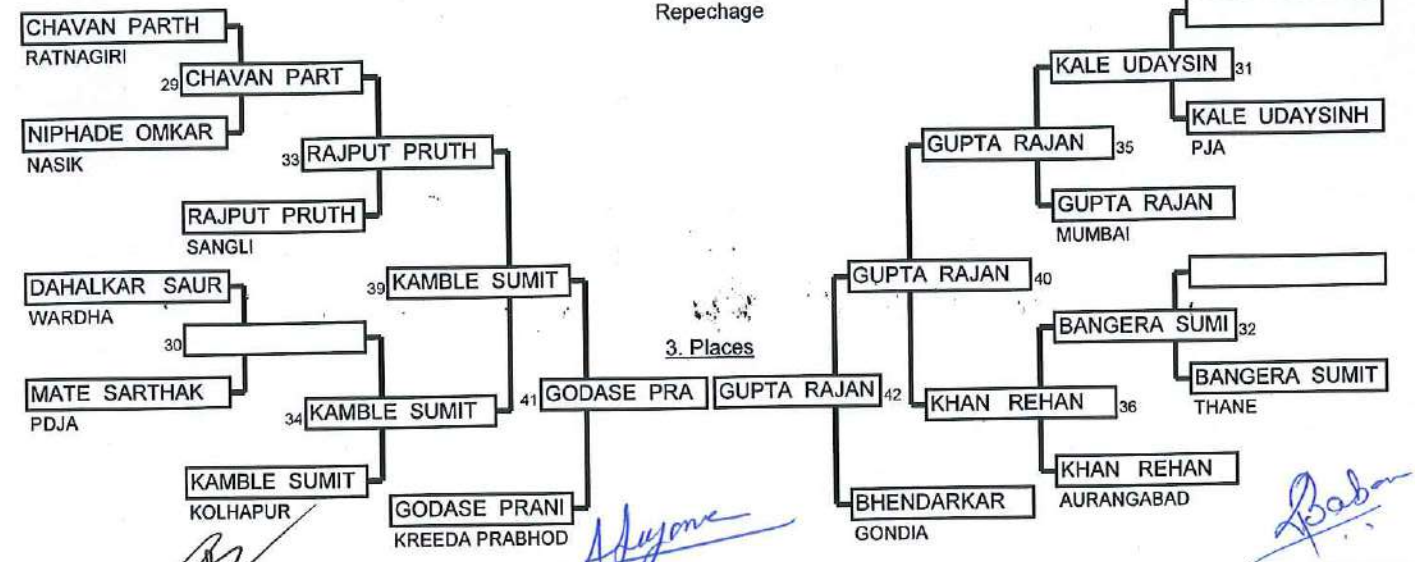 Repechage
CHAVAN PARTH
RATNAGIRI
29 CHAVAN PART
NIPHADE OMKAR
NASIK
33 RAJPUT PRUTH
RAJPUT PRUTH
SANGLI
DAHALKAR SAUR
WARDHA
39 KAMBLE SUMIT
30
MATE SARTHAK
PDJA
34 KAMBLE SUMIT
KAMBLE SUMIT
KOLHAPUR
41 GODASE PRA
GODASE PRANI
KREEDA PRABHOD
3. Places
KALE UDAYSIN 31
KALE UDAYSINH
PJA
GUPTA RAJAN 35
GUPTA RAJAN
MUMBAI
GUPTA RAJAN 40
BANGERA SUMI 32
BANGERA SUMIT
THANE
GUPTA RAJAN 42
KHAN REHAN 36
KHAN REHAN
AURANGABAD
BHENDARKAR
GONDIA